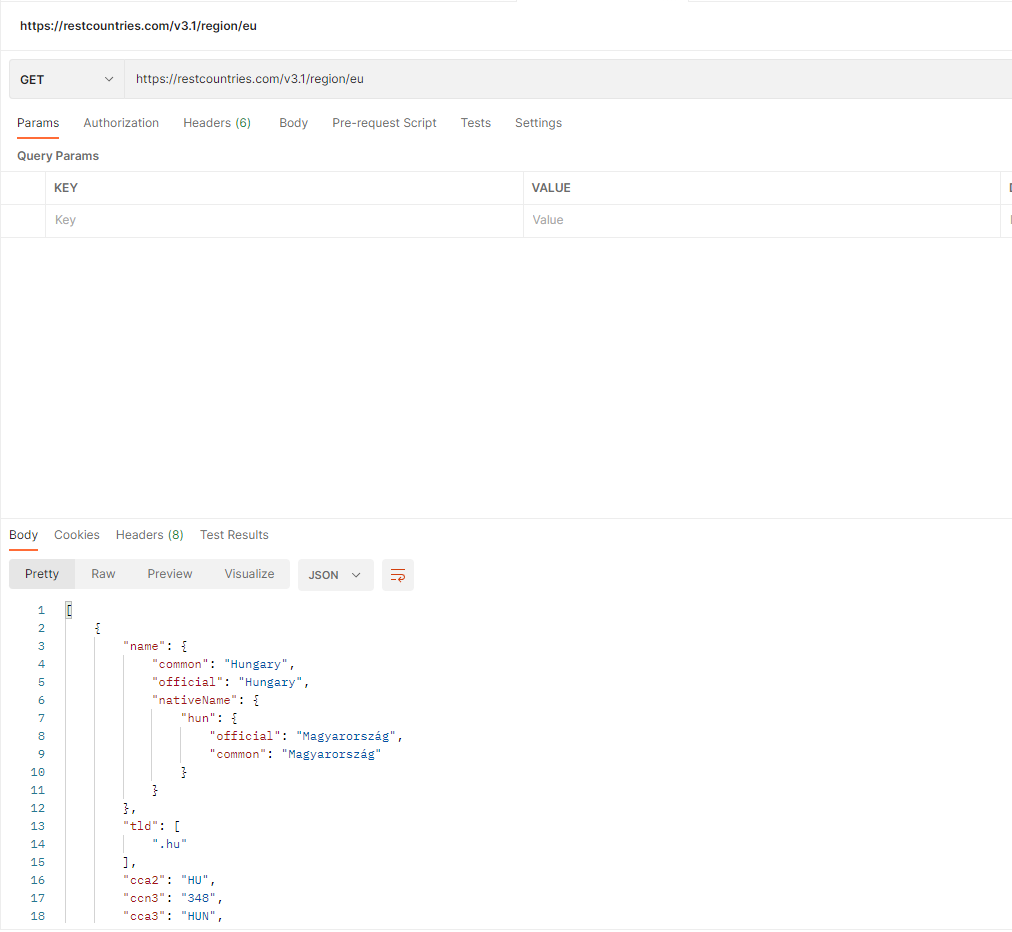 https://restcountries.com/v3.1/region/eu
GET https://restcountries.com/v3.1/region/eu
Params Authorization Headers (6) Body Pre-request Script Tests Settings
Query Params
KEY VALUE
Key Value
Body Cookies Headers (8) Test Results
Pretty Raw Preview Visualize JSON
1 [
2 {
3 "name": {
4 "common": "Hungary",
5 "official": "Hungary",
6 "nativeName": {
7 "hun": {
8 "official": "Magyarország",
9 "common": "Magyarország"
10 }
11 }
12 },
13 "tld": [
14 ".hu"
15 ],
16 "cca2": "HU",
17 "ccn3": "348",
18 "cca3": "HUN",